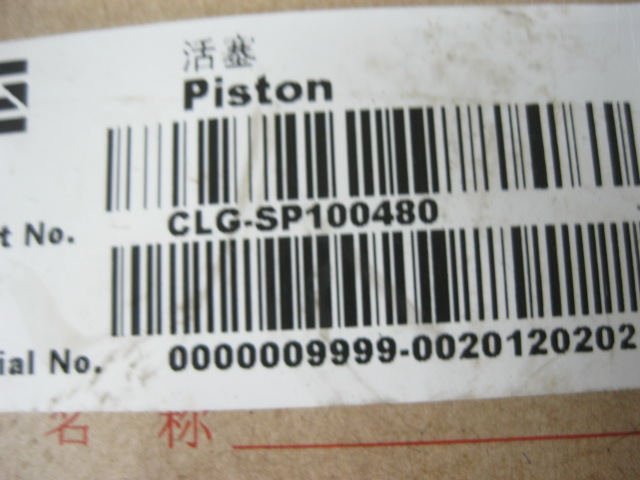 活塞
Piston
t No. CLG-SP100480
ial No. 0000009999-0020120202
名 称